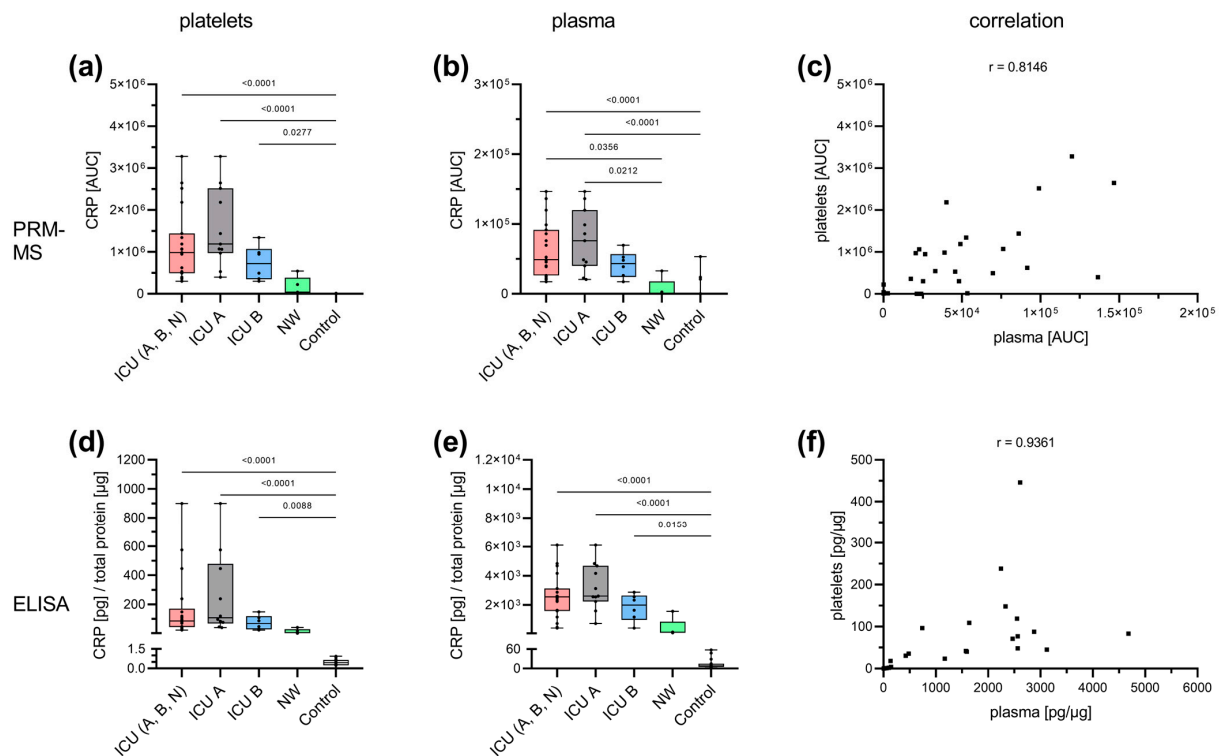 platelets
plasma
correlation
PRM-
MS
(a)
CRP [AUC]
5×10⁶
4×10⁶
3×10⁶
2×10⁶
1×10⁶
0
<0.0001
<0.0001
0.0277
ICU (A, B, N)
ICU A
ICU B
NW
Control
(b)
CRP [AUC]
3×10⁵
2×10⁵
1×10⁵
0
<0.0001
<0.0001
0.0356
0.0212
ICU (A, B, N)
ICU A
ICU B
NW
Control
(c)
r = 0.8146
platelets [AUC]
5×10⁶
4×10⁶
3×10⁶
2×10⁶
1×10⁶
0
5×10⁴
1×10⁵
1.5×10⁵
2×10⁵
plasma [AUC]
ELISA
(d)
CRP [pg] / total protein [µg]
1200
1000
800
600
400
200
1.5
0.0
<0.0001
<0.0001
0.0088
ICU (A, B, N)
ICU A
ICU B
NW
Control
(e)
CRP [pg] / total protein [µg]
1.2×10⁴
1×10⁴
8×10³
6×10³
4×10³
2×10³
60
0
<0.0001
<0.0001
0.0153
ICU (A, B, N)
ICU A
ICU B
NW
Control
(f)
r = 0.9361
platelets [pg/µg]
500
400
300
200
100
0
0
1000
2000
3000
4000
5000
6000
plasma [pg/µg]